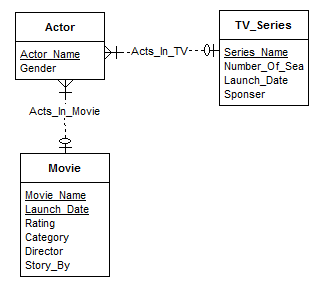 Actor
Actor_Name
Gender
Acts_In_TV
TV_Series
Series_Name
Number_Of_Sea
Launch_Date
Sponser
Acts_In_Movie
Movie
Movie_Name
Launch_Date
Rating
Category
Director
Story_By